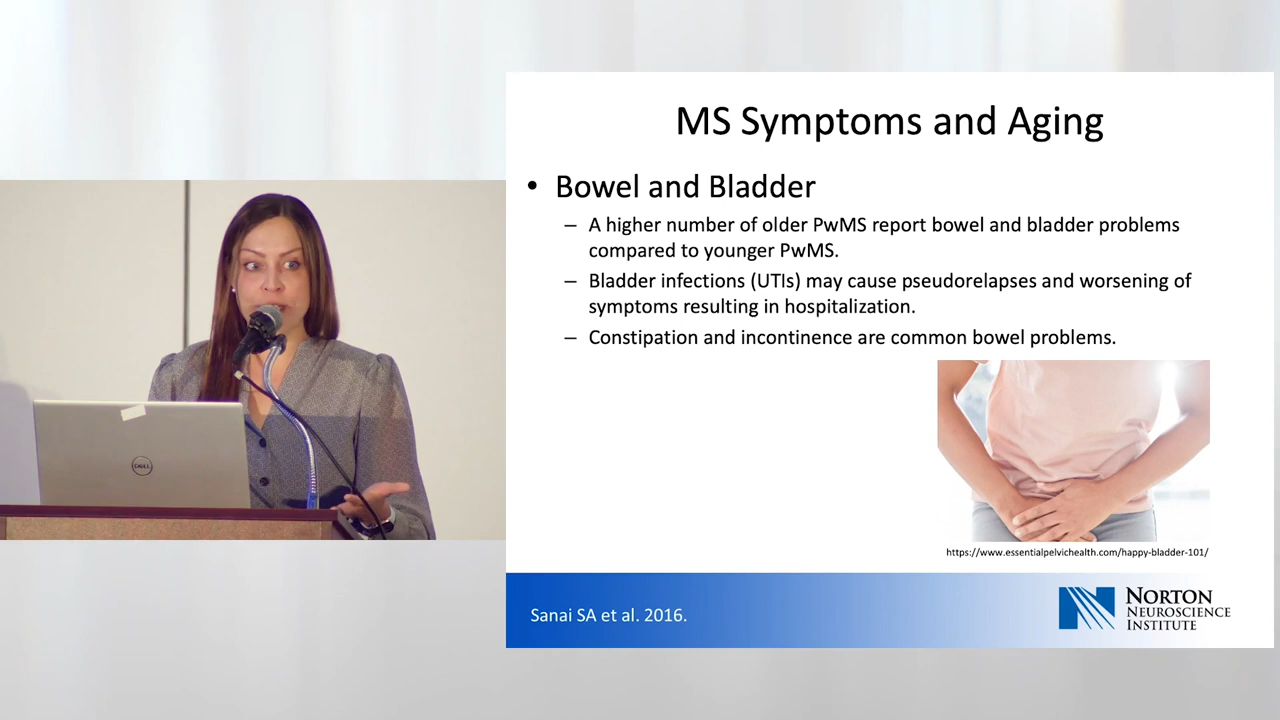 MS Symptoms and Aging
• Bowel and Bladder
– A higher number of older PwMS report bowel and bladder problems
compared to younger PwMS.
– Bladder infections (UTIs) may cause pseudorelapses and worsening of
symptoms resulting in hospitalization.
– Constipation and incontinence are common bowel problems.
https://www.essentialpelvichealth.com/happy-bladder-101/
Sanai SA et al. 2016.
NORTON
NEUROSCIENCE
INSTITUTE
DELL